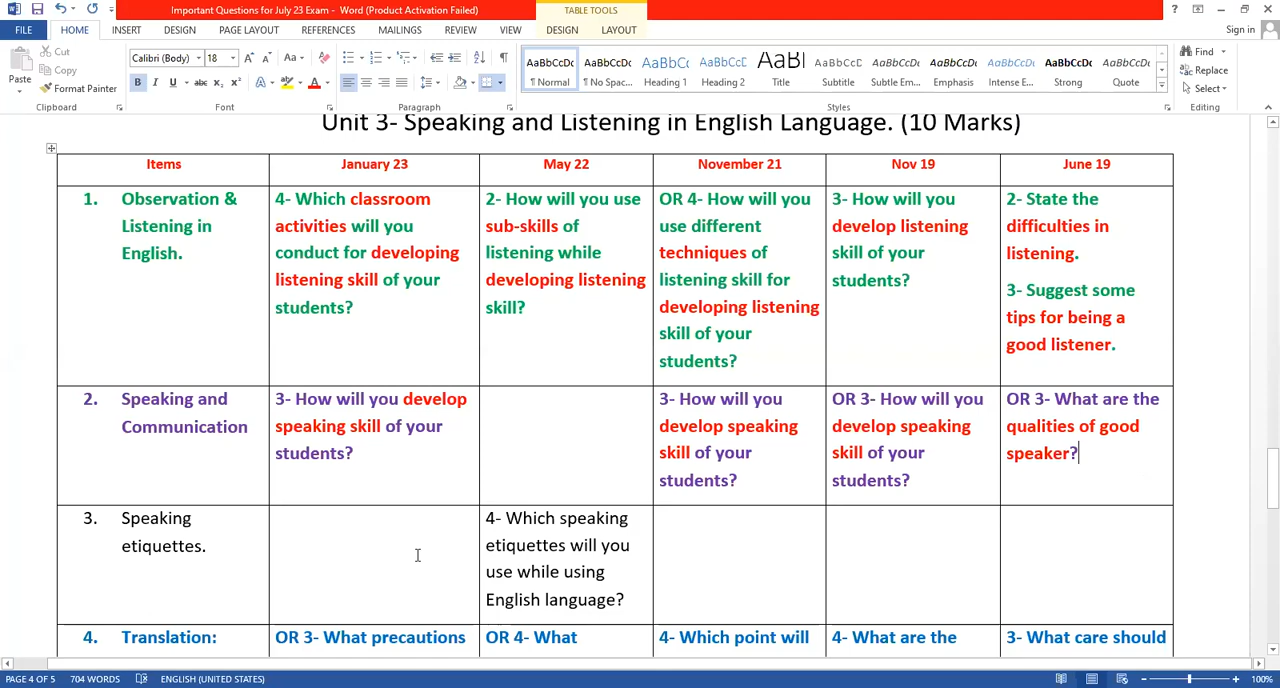 Important Questions for July 23 Exam - Word (Product Activation Failed)
TABLE TOOLS
Sign in
FILE
HOME
INSERT
DESIGN
PAGE LAYOUT
REFERENCES
MAILINGS
REVIEW
VIEW
DESIGN
LAYOUT
Paste
Cut
Copy
Format Painter
Clipboard
Calibri (Body)
18
Font
Paragraph
AaBbCcDc
¶ Normal
AaBbCcDc
¶ No Spac...
AaBbCc
Heading 1
AaBbCcC
Heading 2
AaBl
Title
AaBbCcC
Subtitle
AaBbCcDc
Subtle Em...
AaBbCcDc
Emphasis
AaBbCcDc
Intense E...
AaBbCcDc
Strong
AaBbCcDc
Quote
Styles
Find
Replace
Select
Editing
Unit 3- Speaking and Listening in English Language. (10 Marks)
Items
January 23
May 22
November 21
Nov 19
June 19
1. Observation &
Listening in
English.
4- Which classroom
activities will you
conduct for developing
listening skill of your
students?
2- How will you use
sub-skills of
listening while
developing listening
skill?
OR 4- How will you
use different
techniques of
listening skill for
developing listening
skill of your
students?
3- How will you
develop listening
skill of your
students?
2- State the
difficulties in
listening.
3- Suggest some
tips for being a
good listener.
2. Speaking and
Communication
3- How will you develop
speaking skill of your
students?
3- How will you
develop speaking
skill of your
students?
OR 3- How will you
develop speaking
skill of your
students?
OR 3- What are the
qualities of good
speaker?
3. Speaking
etiquettes.
4- Which speaking
etiquettes will you
use while using
English language?
4. Translation:
OR 3- What precautions
OR 4- What
4- Which point will
4- What are the
3- What care should
PAGE 4 OF 5
704 WORDS
ENGLISH (UNITED STATES)
100%